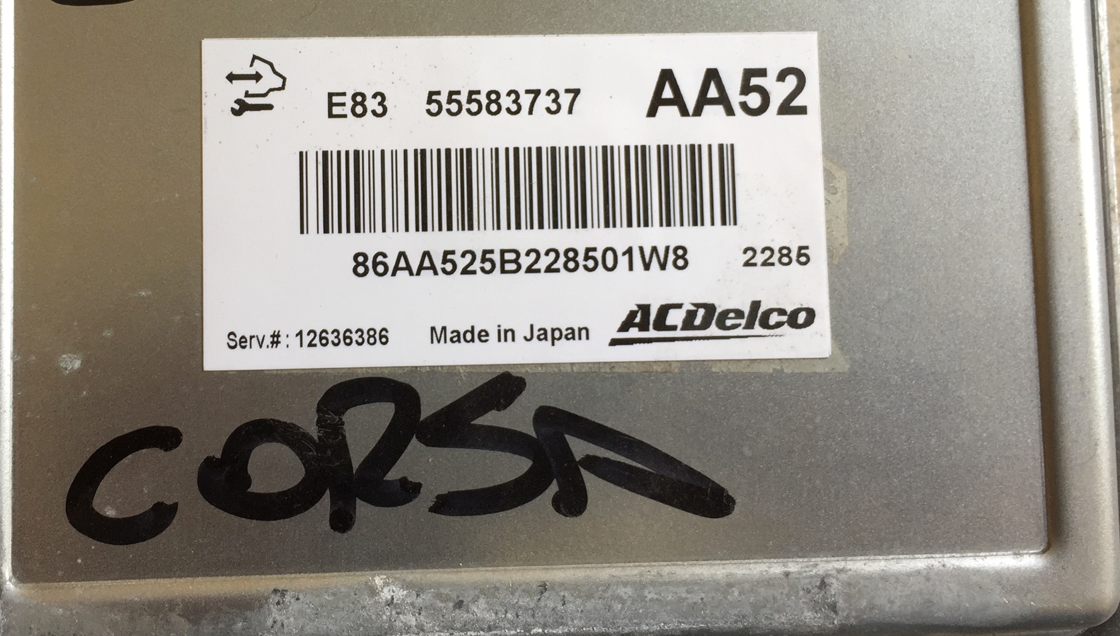 E83 55583737 AA52
86AA525B228501W8 2285
Serv.#: 12636386 Made in Japan ACDelco
CORSA